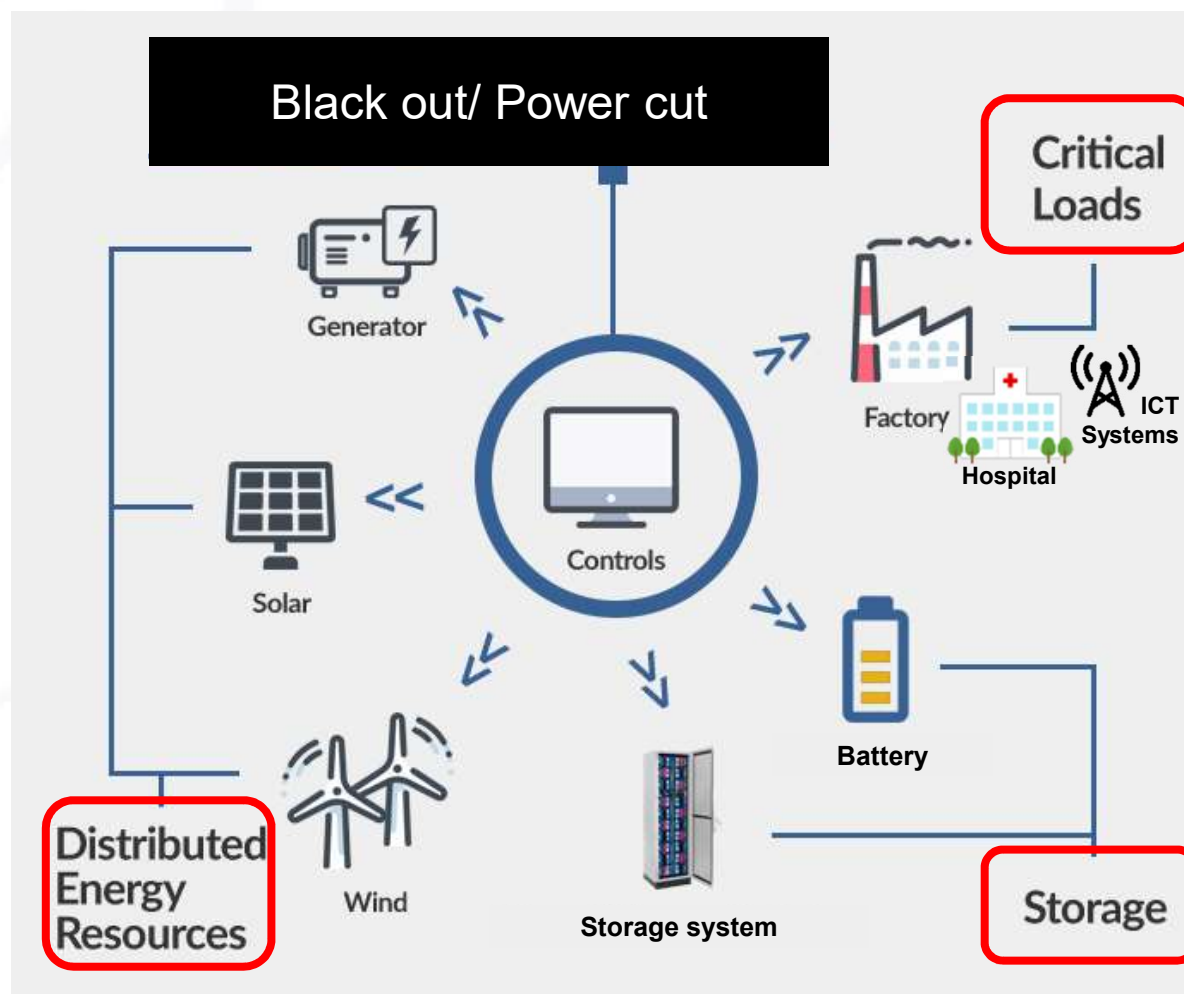 Black out/ Power cut
Critical
Loads
Generator
Factory
ICT
Systems
Hospital
Controls
Solar
Battery
Distributed
Energy
Resources
Wind
Storage system
Storage